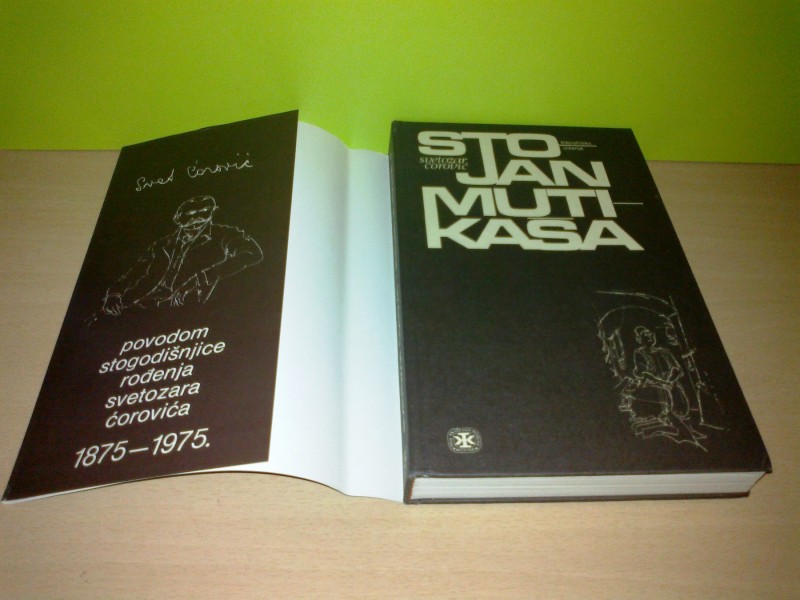 Svet Ćorović
povodom
stogodišnjice
rođenja
svetozara
ćorovića
1875–1975.
STO
svetozar
ćorović
JAN
MUTI–
KASA